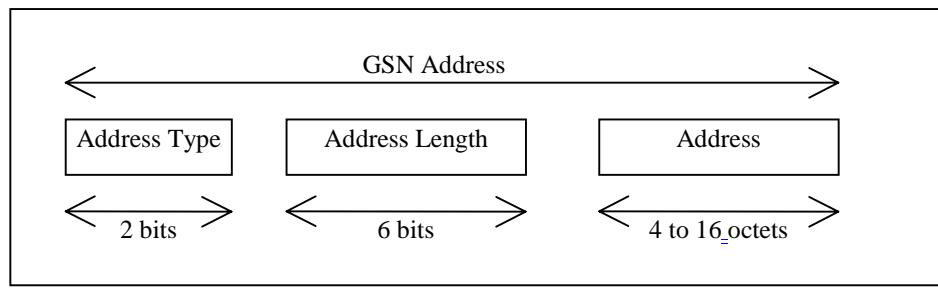 GSN Address
Address Type Address Length Address
2 bits 6 bits 4 to 16 octets